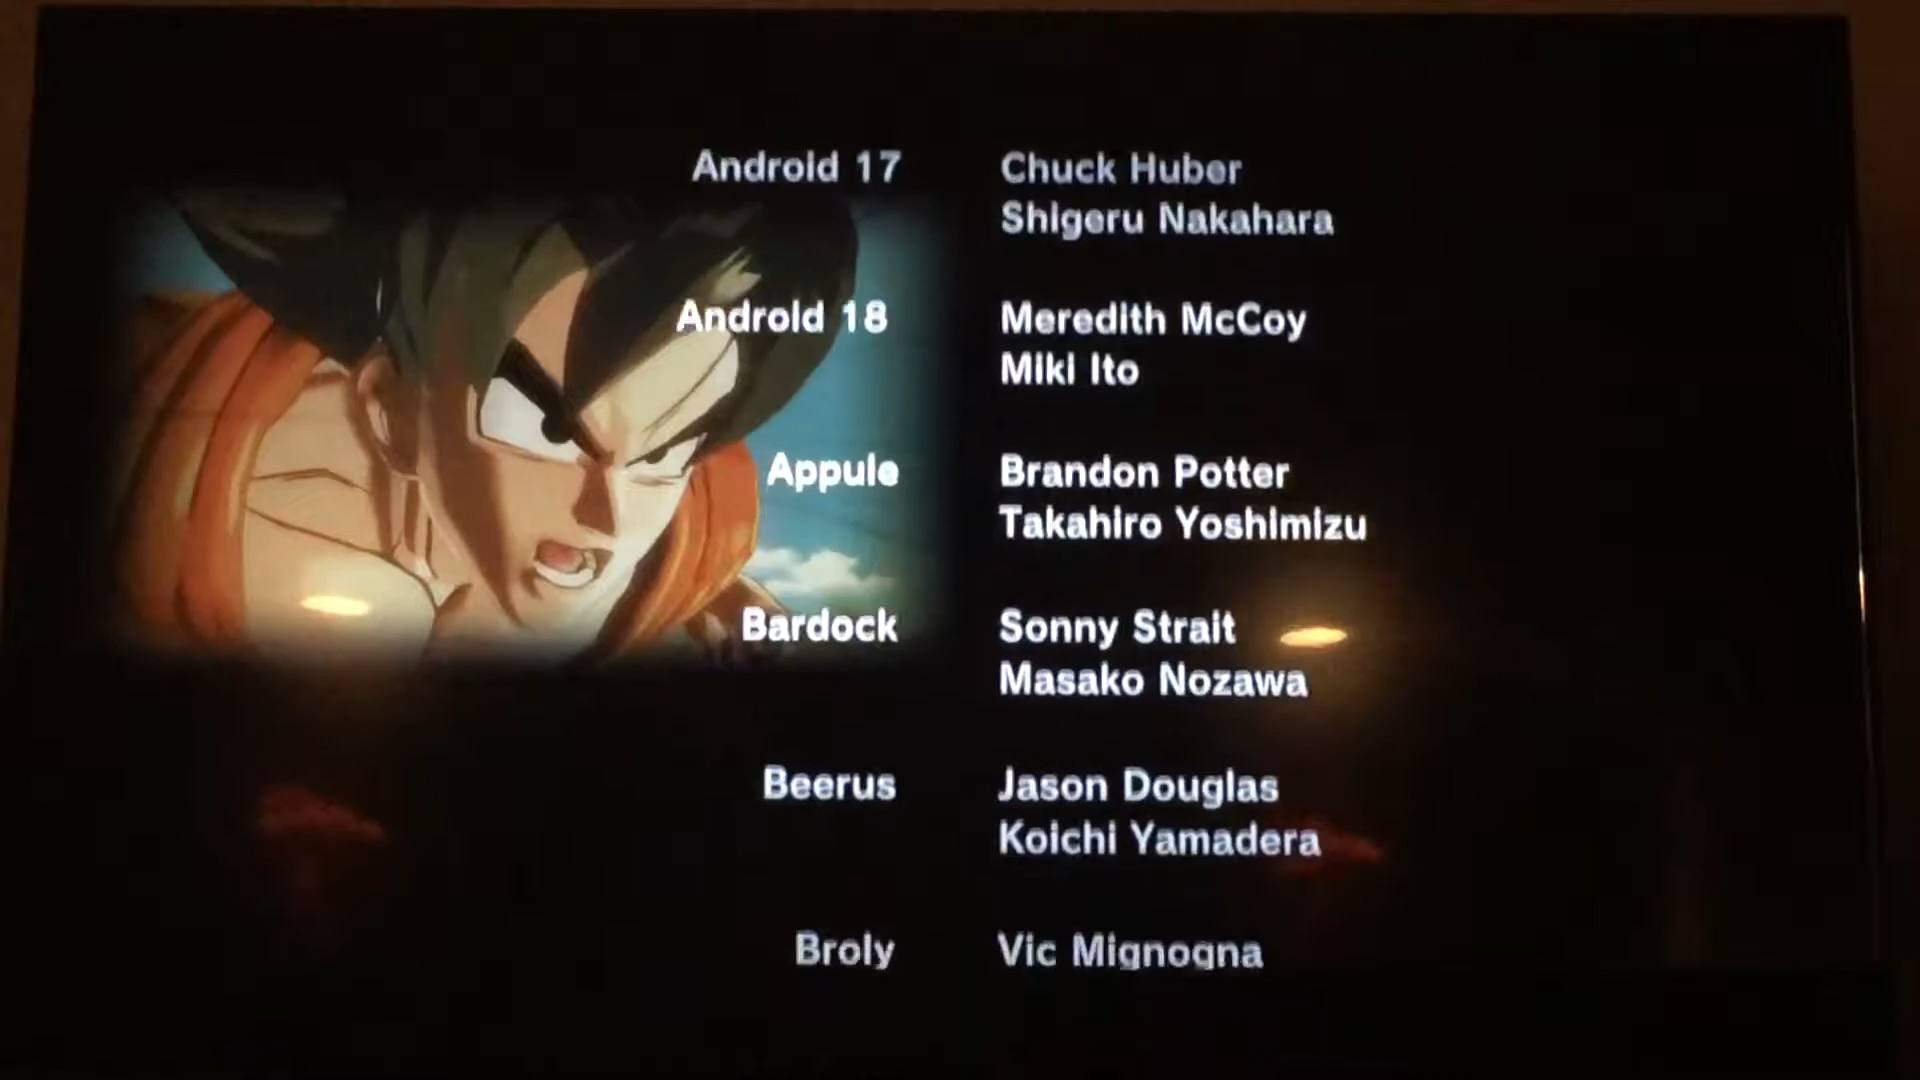 Android 17 Chuck Huber
Shigeru Nakahara
Android 18 Meredith McCoy
Miki Ito
Appule Brandon Potter
Takahiro Yoshimizu
Bardock Sonny Strait
Masako Nozawa
Beerus Jason Douglas
Koichi Yamadera
Broly Vic Mignogna